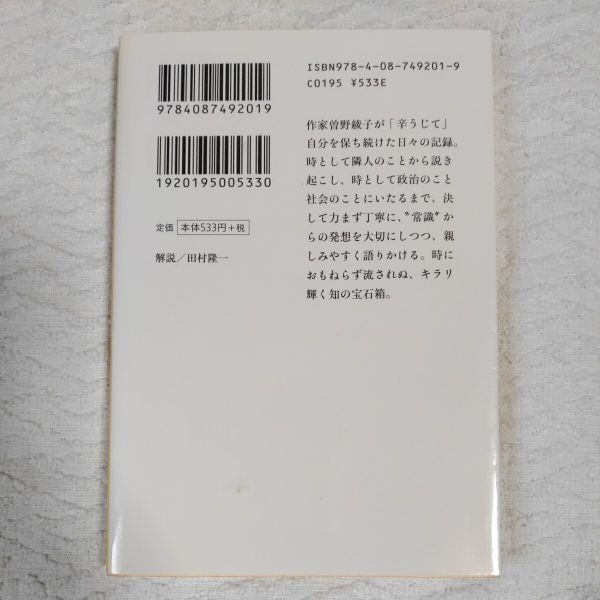 9784087492019
1920195005330
定価 本体533円+税
解説／田村隆一
ISBN978-4-08-749201-9
C0195 ¥533E
作家曽野綾子が「辛うじて」
自分を保ち続けた日々の記録。
時として隣人のことから説き
起こし、時として政治のこと
社会のことにいたるまで、決
して力まず丁寧に、〝常識〟か
らの発想を大切にしつつ、親
しみやすく語りかける。時に
おもねらず流されぬ、キラリ
輝く知の宝石箱。